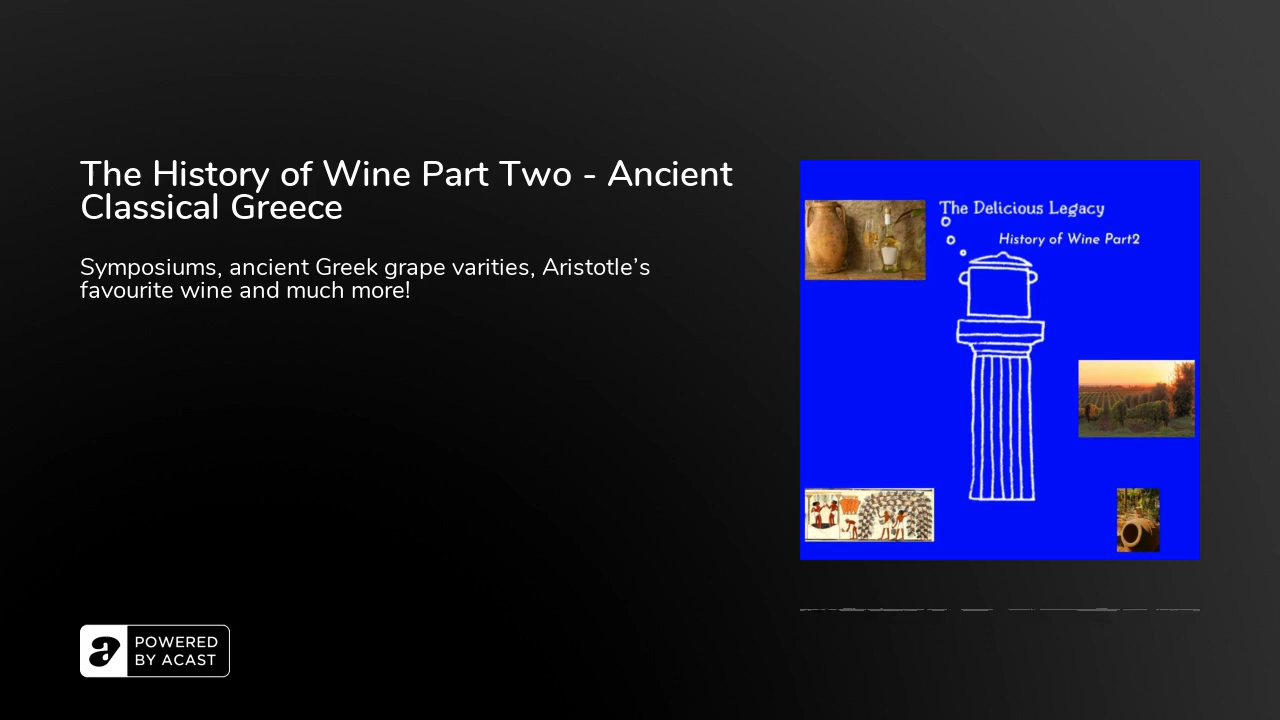 The History of Wine Part Two - Ancient
Classical Greece
Symposiums, ancient Greek grape varities, Aristotle's
favourite wine and much more!
The Delicious Legacy
History of Wine Part2
POWERED
BY ACAST